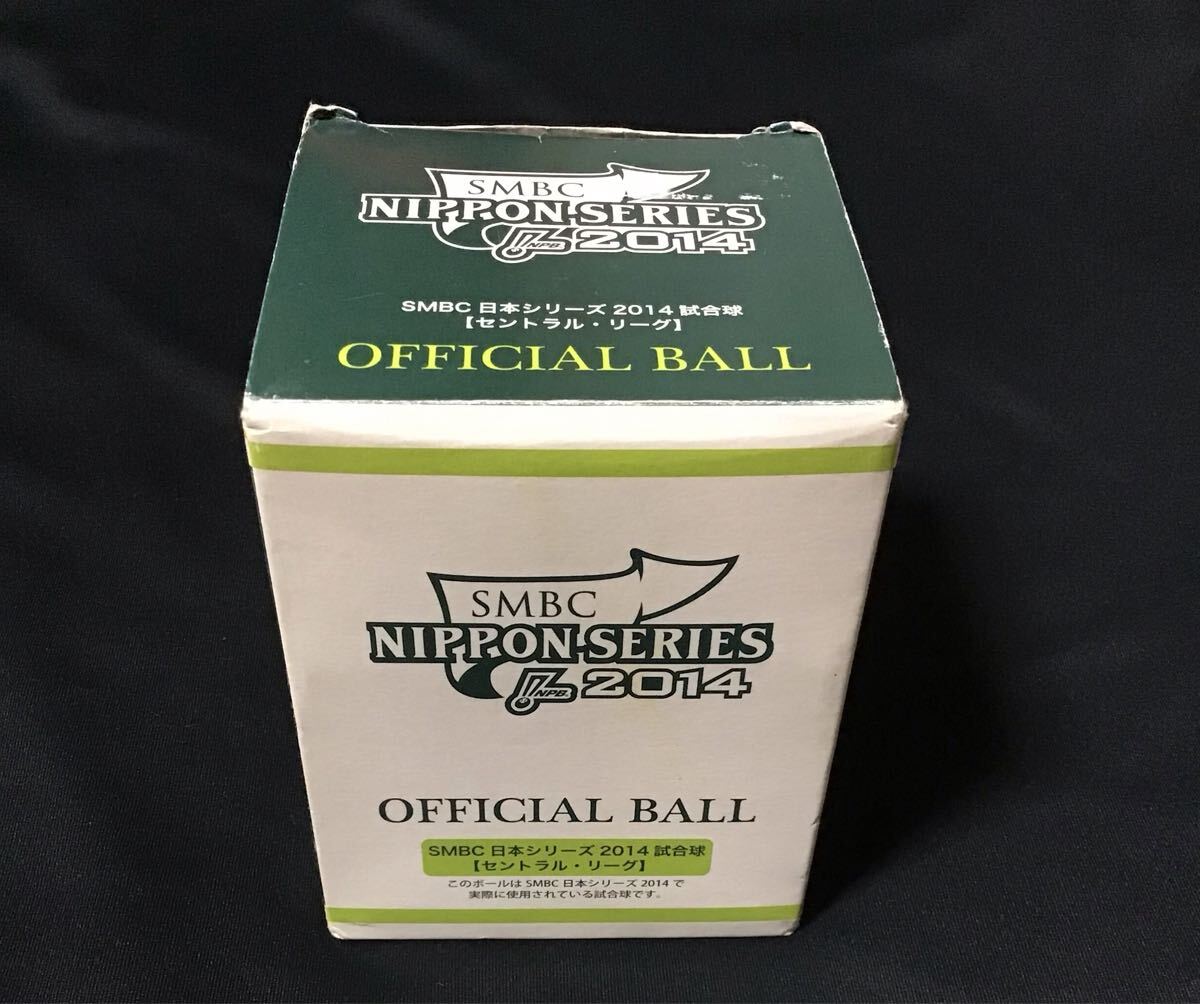 SMBC
NIPPON SERIES
NPB 2014
SMBC 日本シリーズ 2014 試合球
【セントラル・リーグ】
OFFICIAL BALL
SMBC
NIPPON SERIES
NPB 2014
OFFICIAL BALL
SMBC 日本シリーズ 2014 試合球
【セントラル・リーグ】
このボールは SMBC 日本シリーズ 2014 で
実際に使用されている試合球です。